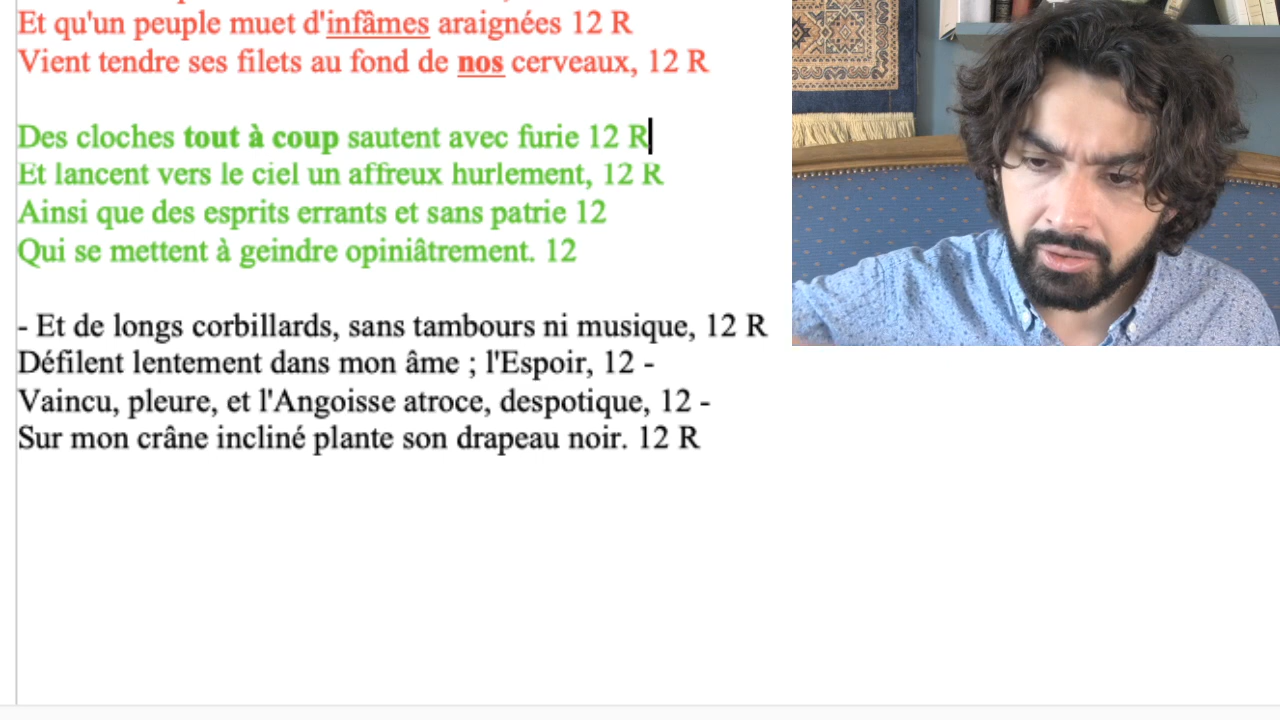 Et qu'un peuple muet d'infâmes araignées 12 R
Vient tendre ses filets au fond de nos cerveaux, 12 R
Des cloches tout à coup sautent avec furie 12 R
Et lancent vers le ciel un affreux hurlement, 12 R
Ainsi que des esprits errants et sans patrie 12
Qui se mettent à geindre opiniâtrement. 12
- Et de longs corbillards, sans tambours ni musique, 12 R
Défilent lentement dans mon âme ; l'Espoir, 12 -
Vaincu, pleure, et l'Angoisse atroce, despotique, 12 -
Sur mon crâne incliné plante son drapeau noir. 12 R